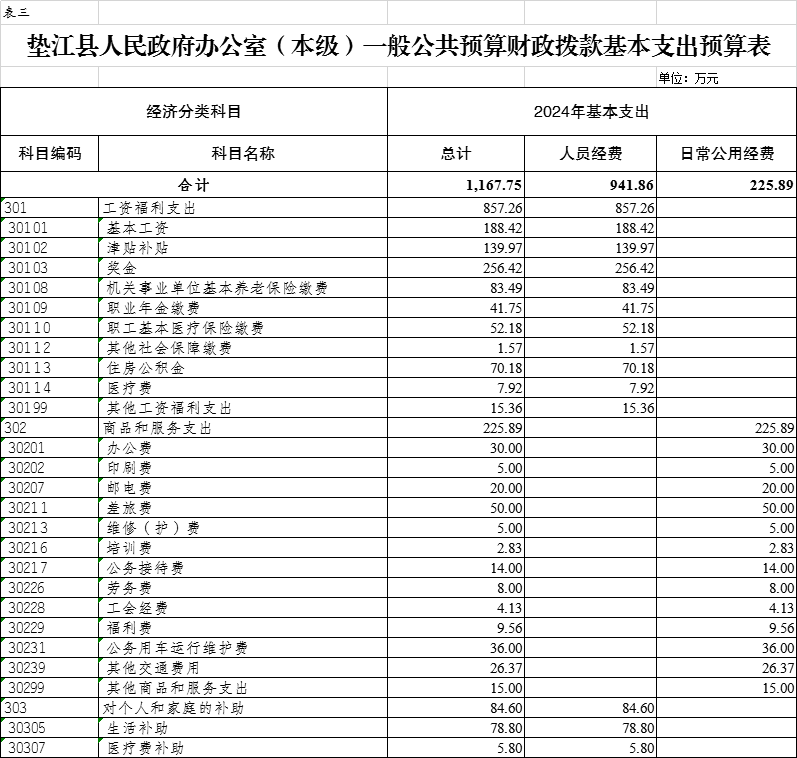 表三
垫江县人民政府办公室（本级）一般公共预算财政拨款基本支出预算表
单位：万元
经济分类科目 2024年基本支出
科目编码 科目名称 总计 人员经费 日常公用经费
合计 1,167.75 941.86 225.89
301 工资福利支出 857.26 857.26
30101 基本工资 188.42 188.42
30102 津贴补贴 139.97 139.97
30103 奖金 256.42 256.42
30108 机关事业单位基本养老保险缴费 83.49 83.49
30109 职业年金缴费 41.75 41.75
30110 职工基本医疗保险缴费 52.18 52.18
30112 其他社会保障缴费 1.57 1.57
30113 住房公积金 70.18 70.18
30114 医疗费 7.92 7.92
30199 其他工资福利支出 15.36 15.36
302 商品和服务支出 225.89 225.89
30201 办公费 30.00 30.00
30202 印刷费 5.00 5.00
30207 邮电费 20.00 20.00
30211 差旅费 50.00 50.00
30213 维修（护）费 5.00 5.00
30216 培训费 2.83 2.83
30217 公务接待费 14.00 14.00
30226 劳务费 8.00 8.00
30228 工会经费 4.13 4.13
30229 福利费 9.56 9.56
30231 公务用车运行维护费 36.00 36.00
30239 其他交通费用 26.37 26.37
30299 其他商品和服务支出 15.00 15.00
303 对个人和家庭的补助 84.60 84.60
30305 生活补助 78.80 78.80
30307 医疗费补助 5.80 5.80